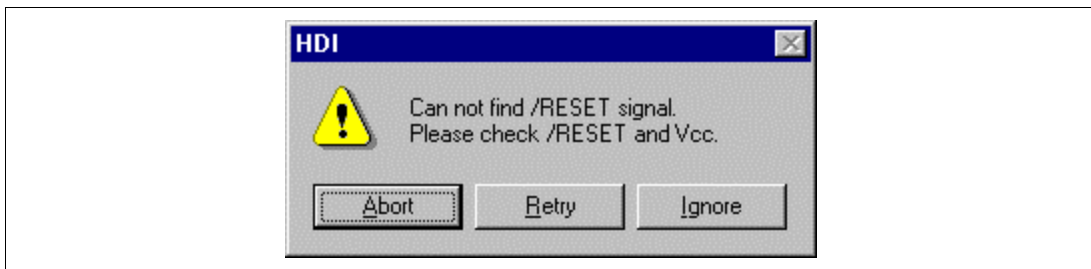 HDI
Can not find /RESET signal.
Please check /RESET and Vcc.
Abort Retry Ignore